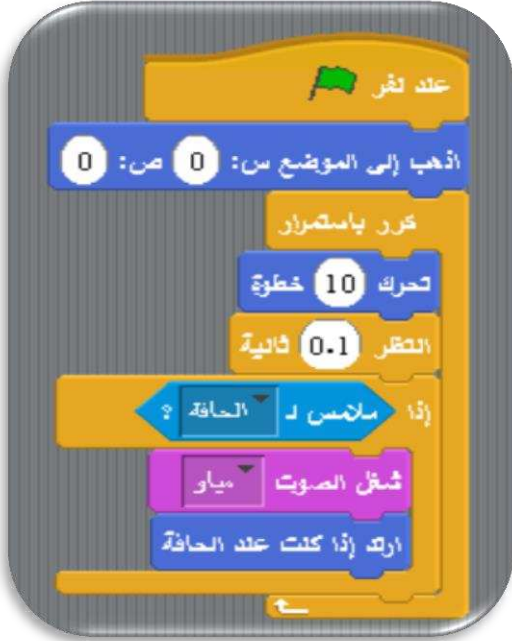 عند نقر
اذهب إلى الموضع س: 0 ص: 0
كرر باستمرار
تحرك 10 خطوة
انتظر 0.1 ثانية
إذا ملامس لـ الحافة ؟
شغل الصوت مياو
ارتد إذا كنت عند الحافة